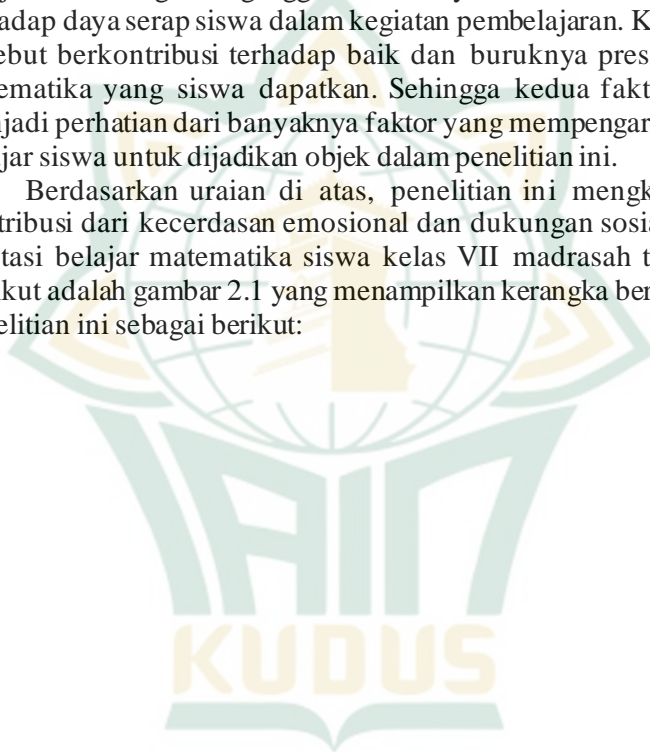 adap daya serap siswa dalam kegiatan pembelajaran. K
ebut berkontribusi terhadap baik dan buruknya pres
ematika yang siswa dapatkan. Sehingga kedua fakt
jadi perhatian dari banyaknya faktor yang mempengar
jar siswa untuk dijadikan objek dalam penelitian ini.
Berdasarkan uraian di atas, penelitian ini mengk
tribusi dari kecerdasan emosional dan dukungan sosia
tasi belajar matematika siswa kelas VII madrasah t
ikut adalah gambar 2.1 yang menampilkan kerangka ber
elitian ini sebagai berikut:
IAIN
KUDUS